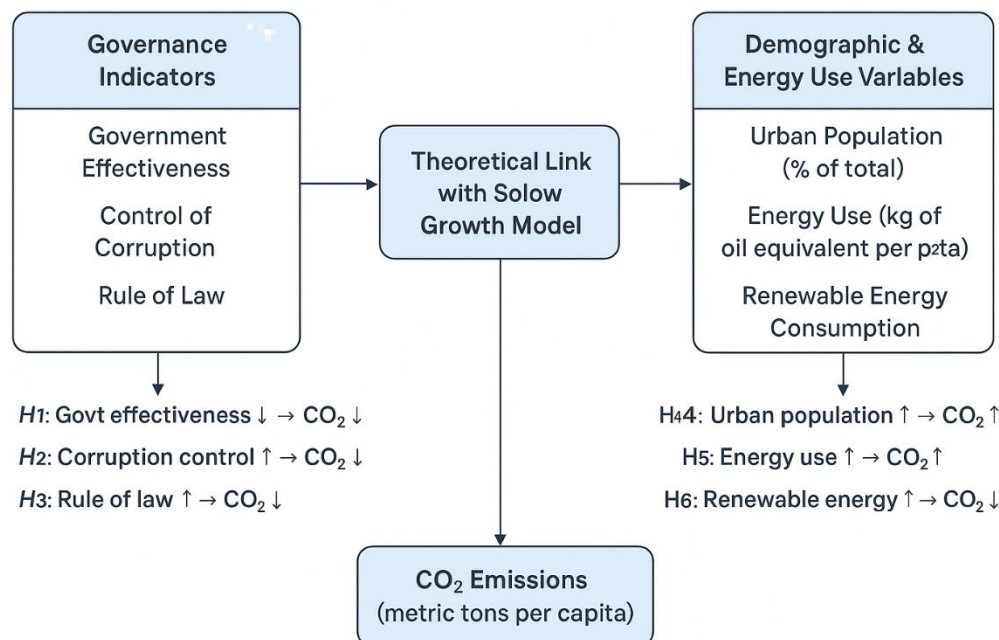 Governance
Indicators
Government
Effectiveness
Control of
Corruption
Rule of Law
H1: Govt effectiveness ↓ → CO₂ ↓
H2: Corruption control ↑ → CO₂ ↓
H3: Rule of law ↑ → CO₂ ↓
Theoretical Link
with Solow
Growth Model
Demographic &
Energy Use Varlables
Urban Population
(% of total)
Energy Use (kg of
oil equivalent per p2ta)
Renewable Energy
Consumption
H44: Urban population ↑ → CO₂ ↑
H5: Energy use ↑ → CO₂ ↑
H6: Renewable energy ↑ → CO₂ ↓
CO₂ Emissions
(metric tons per capita)